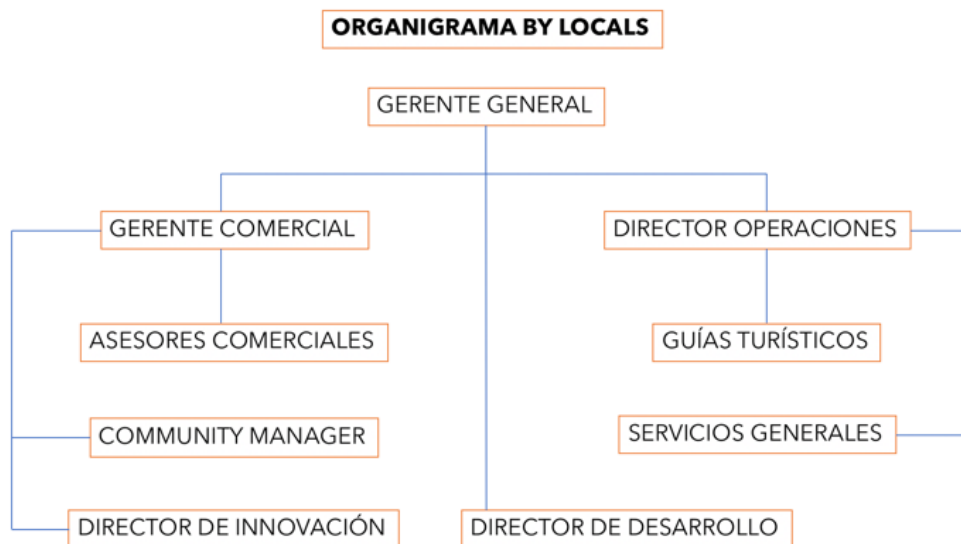 ORGANIGRAMA BY LOCALS
GERENTE GENERAL
GERENTE COMERCIAL
DIRECTOR OPERACIONES
ASESORES COMERCIALES
GUÍAS TURÍSTICOS
COMMUNITY MANAGER
SERVICIOS GENERALES
DIRECTOR DE INNOVACIÓN
DIRECTOR DE DESARROLLO